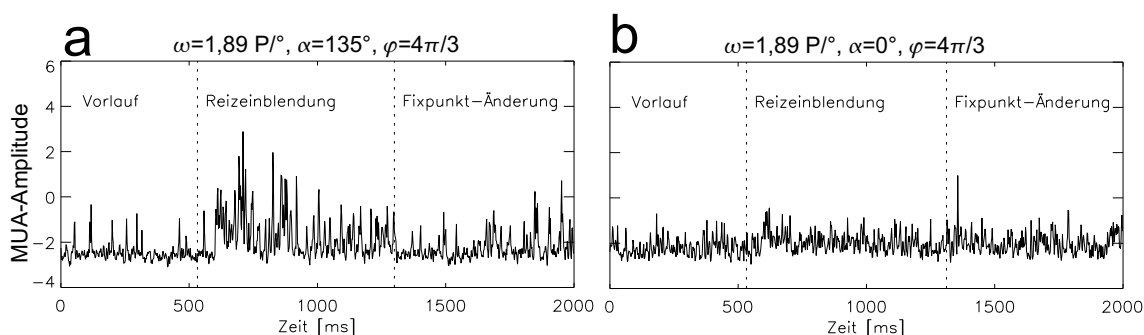 a
ω=1,89 P/°, α=135°, φ=4π/3
MUA-Amplitude
6
4
2
0
−2
−4
Vorlauf
Reizeinblendung
Fixpunkt−Änderung
0
500
1000
1500
2000
Zeit [ms]
b
ω=1,89 P/°, α=0°, φ=4π/3
Vorlauf
Reizeinblendung
Fixpunkt−Änderung
0
500
1000
1500
2000
Zeit [ms]